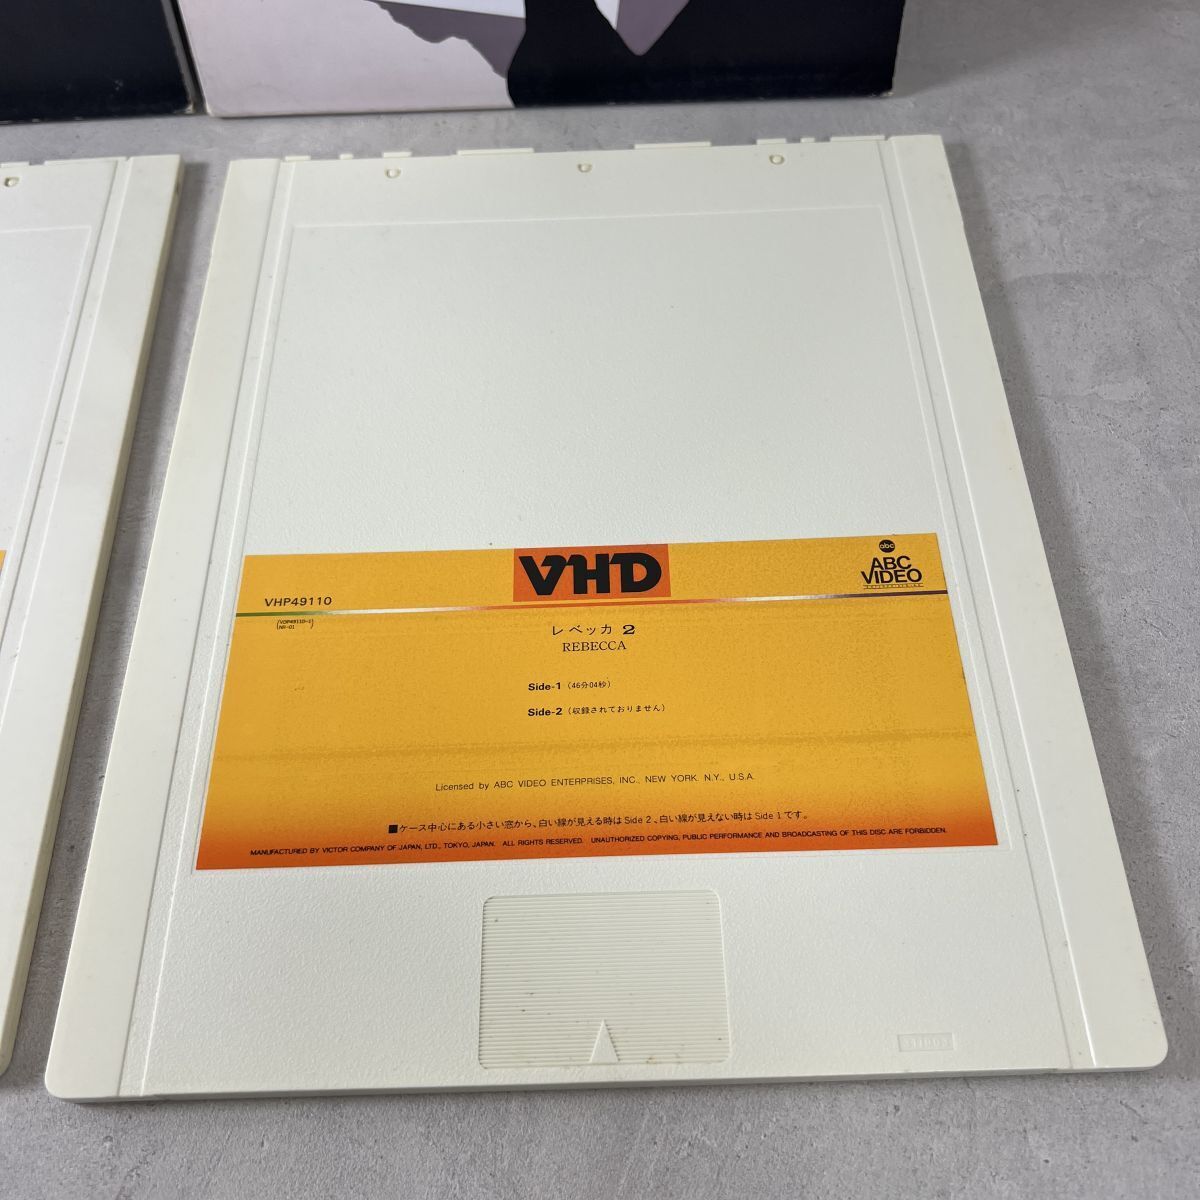 VHD
abc
ABC
VIDEO
VHP49110
レベッカ 2
REBECCA
Side-1 (46分04秒)
Side-2 (収録されておりません)
Licensed by ABC VIDEO ENTERPRISES, INC., NEW YORK. N.Y., U.S.A.
■ケース中心にある小さい窓から、白い線が見える時は Side 2、白い線が見えない時は Side 1 です。
MANUFACTURED BY VICTOR COMPANY OF JAPAN, LTD., TOKYO, JAPAN. ALL RIGHTS RESERVED. UNAUTHORIZED COPYING, PUBLIC PERFORMANCE AND BROADCASTING OF THIS DISC ARE FORBIDDEN.